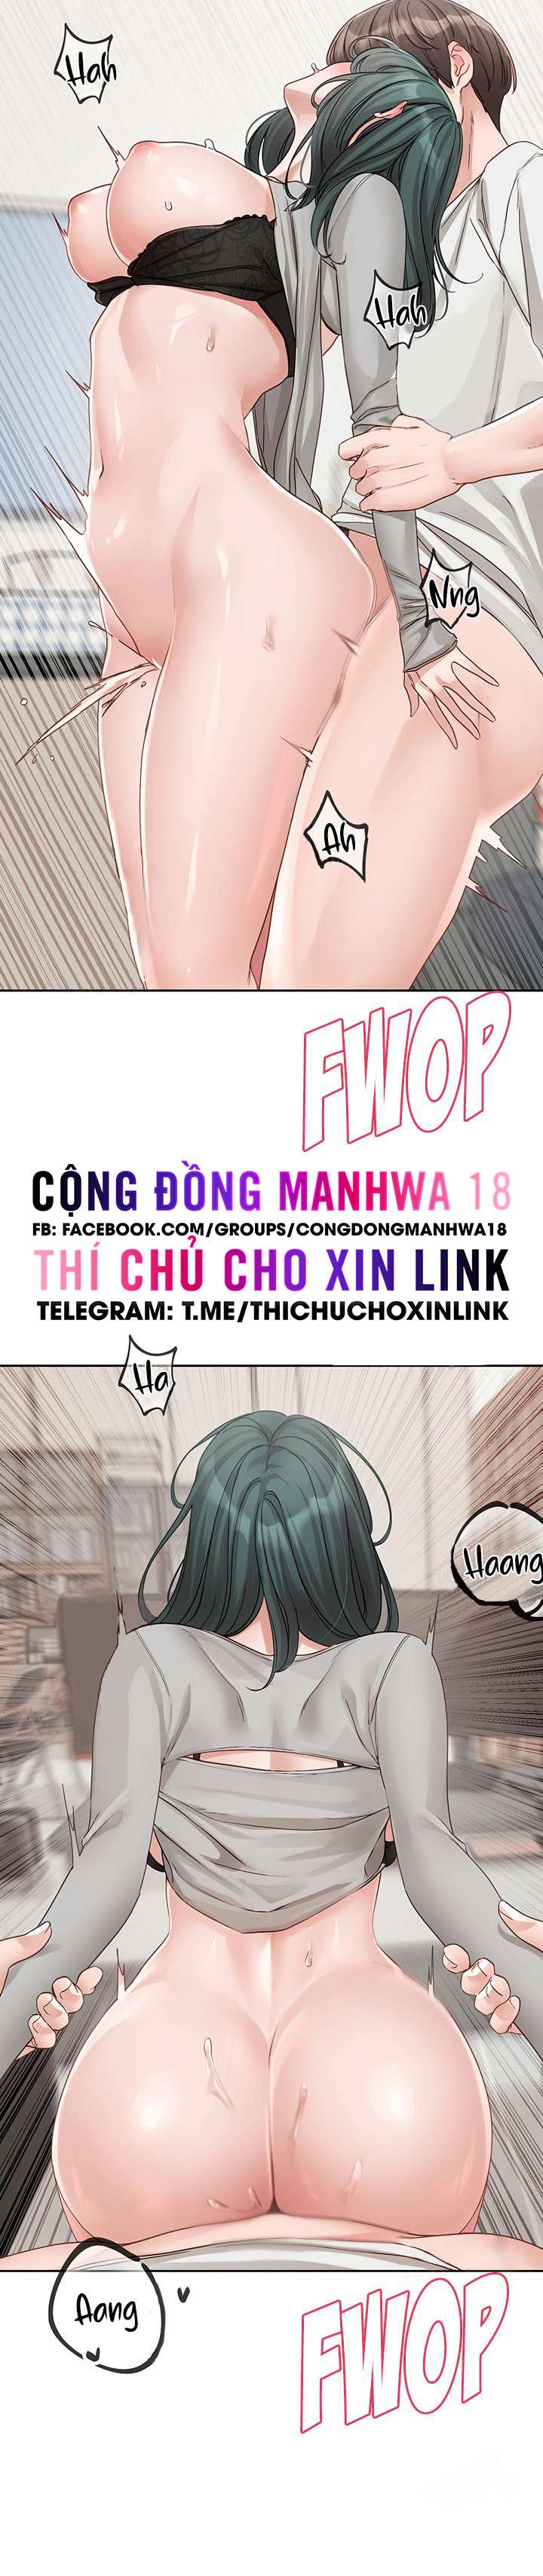 Hah
Hah
Nng
Ah
FWOP
CỘNG ĐỒNG MANHWA 18
FB: FACEBOOK.COM/GROUPS/CONGDONGMANHWA18
THÍ CHỦ CHO XIN LINK
TELEGRAM: T.ME/THICHUCHOXINLINK
Ha
Haang
Aang
FWOP